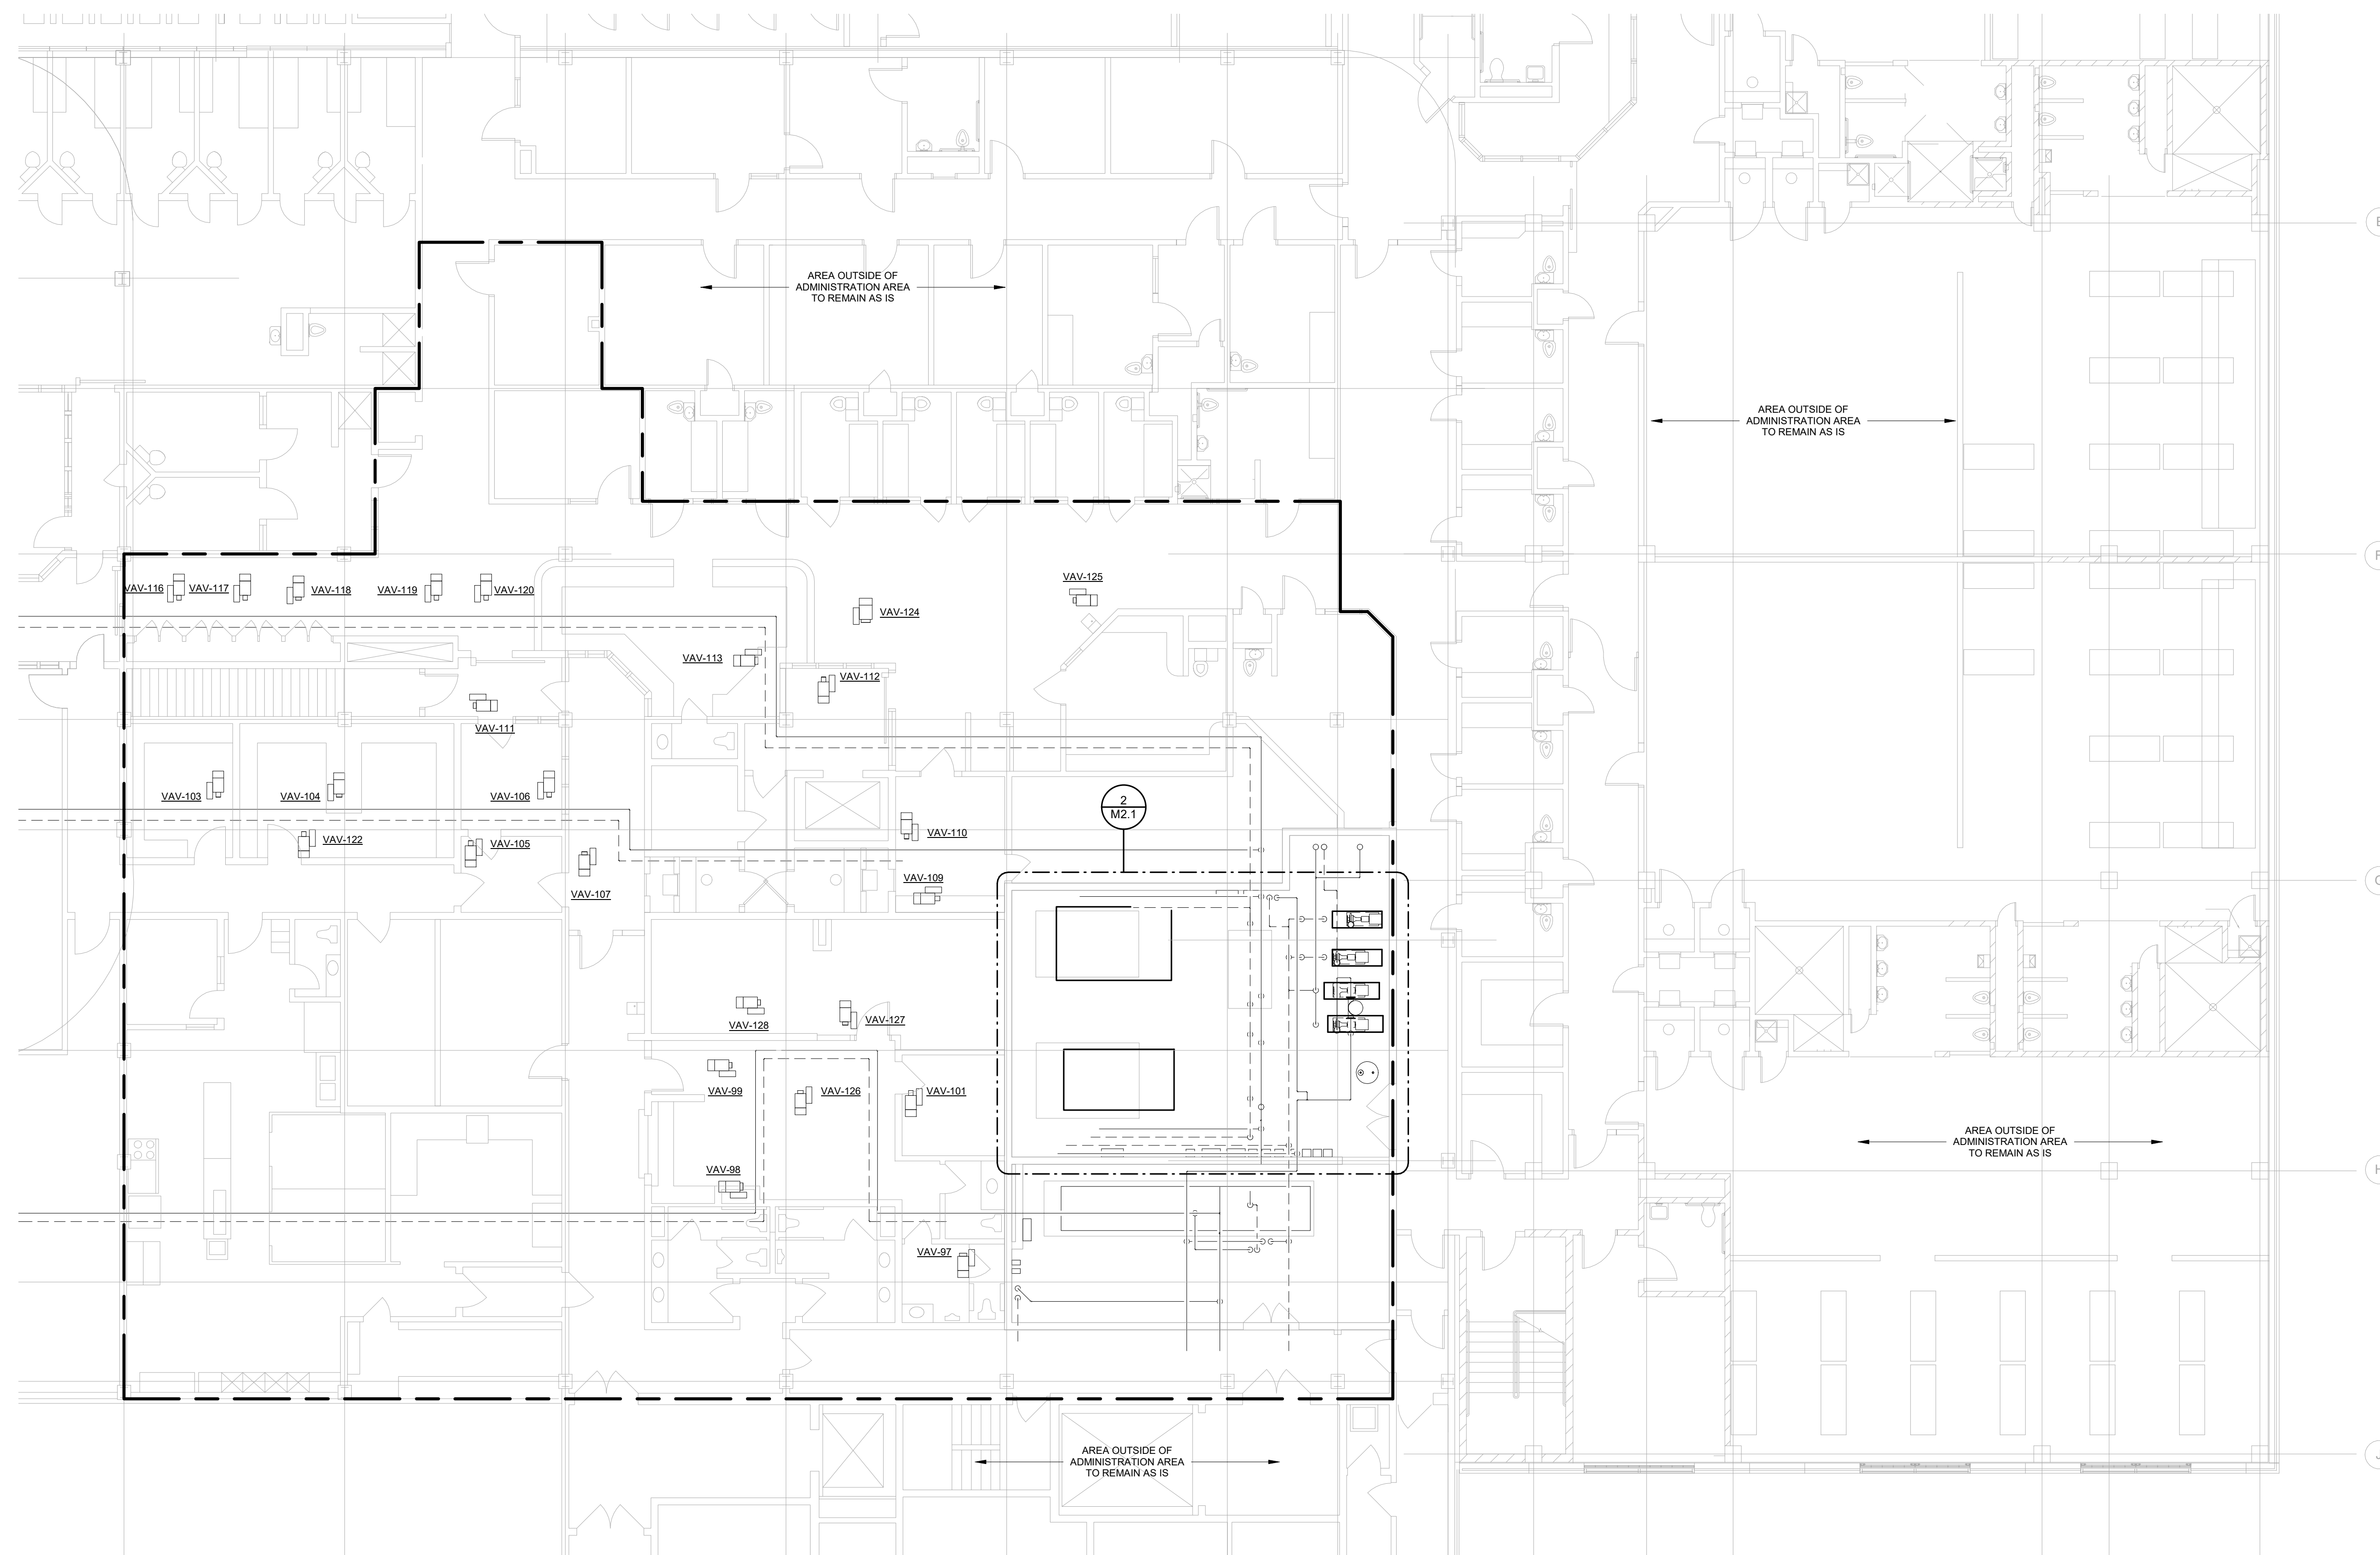 E
AREA OUTSIDE OF
ADMINISTRATION AREA
TO REMAIN AS IS
AREA OUTSIDE OF
ADMINISTRATION AREA
TO REMAIN AS IS
F
VAV-116
VAV-117
VAV-118
VAV-119
VAV-120
VAV-125
VAV-124
VAV-113
VAV-112
VAV-111
VAV-103
VAV-104
VAV-106
2
M2.1
VAV-122
VAV-105
VAV-110
VAV-107
VAV-109
G
VAV-128
VAV-127
VAV-99
VAV-126
VAV-101
AREA OUTSIDE OF
ADMINISTRATION AREA
TO REMAIN AS IS
VAV-98
H
VAV-97
AREA OUTSIDE OF
ADMINISTRATION AREA
TO REMAIN AS IS
J